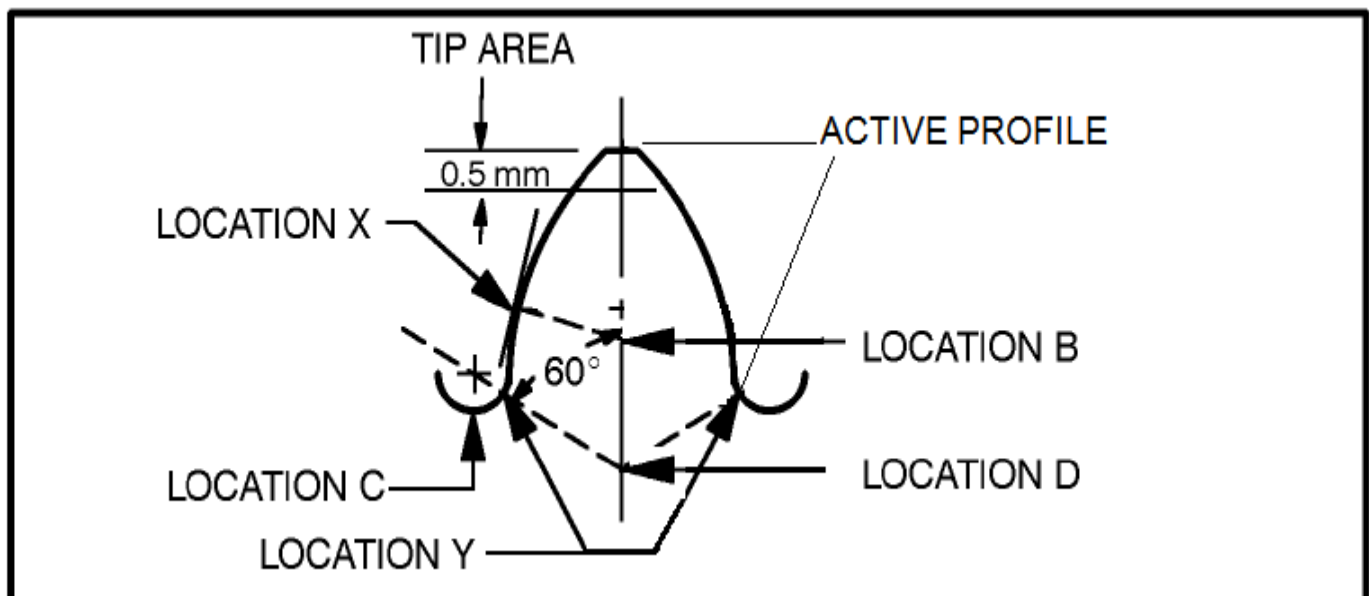 TIP AREA
ACTIVE PROFILE
0.5 mm
LOCATION X
LOCATION B
60°
LOCATION C
LOCATION D
LOCATION Y